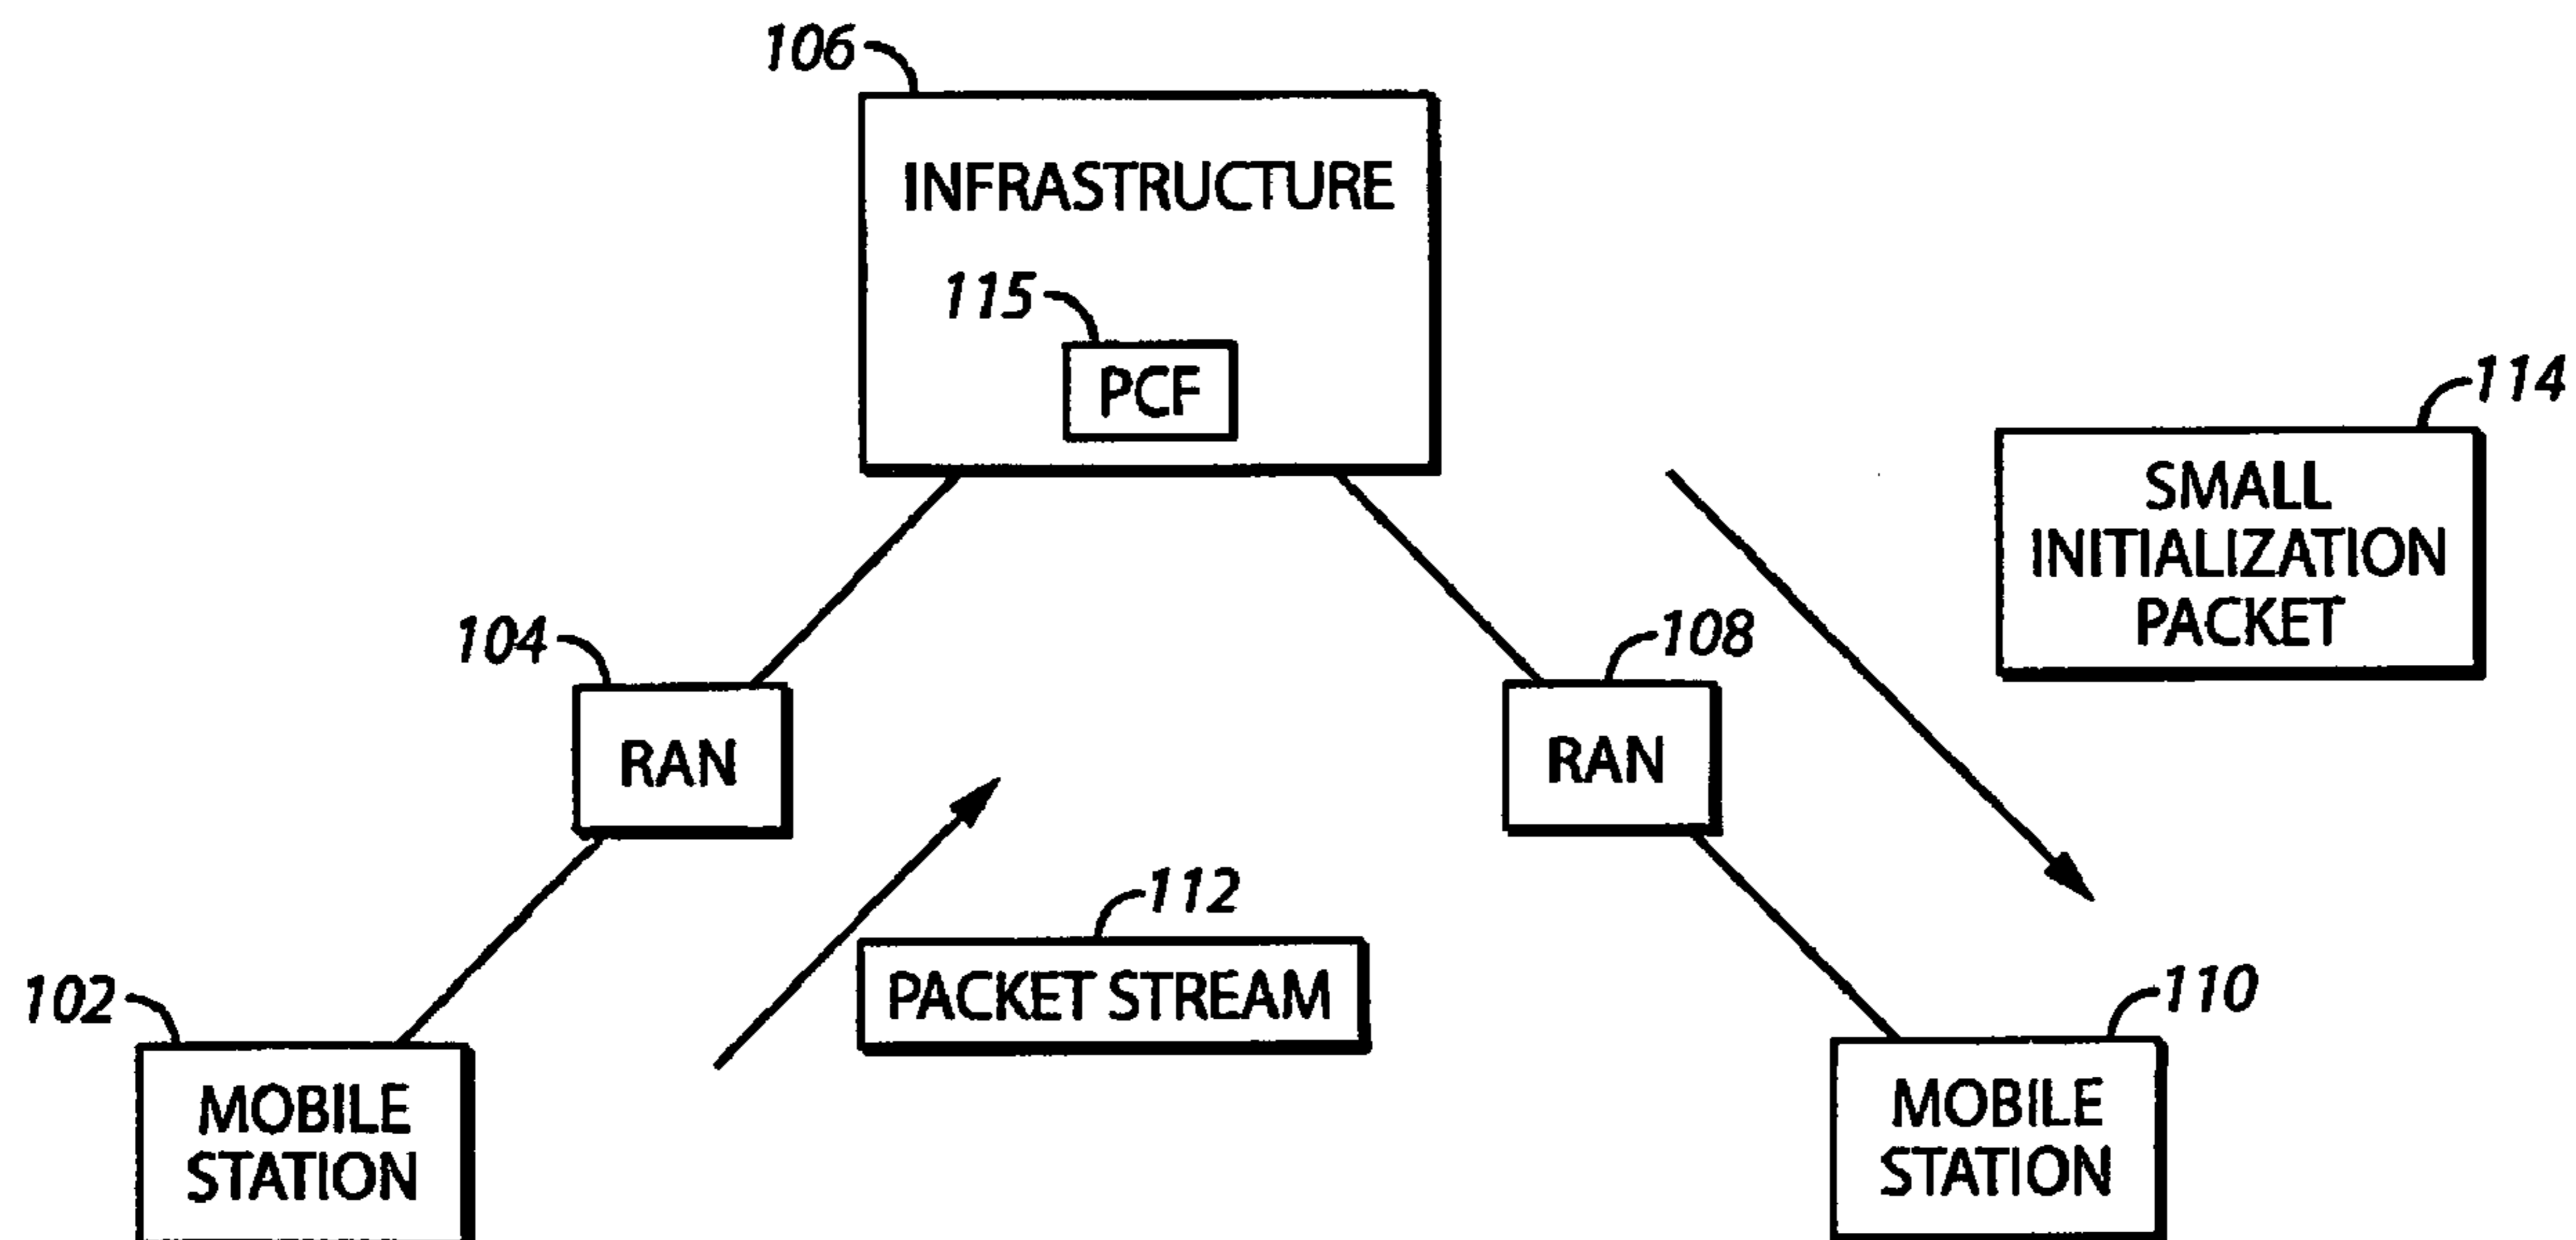 106
INFRASTRUCTURE
115
PCF
114
SMALL
INITIALIZATION
PACKET
104
RAN
108
RAN
112
PACKET STREAM
102
MOBILE
STATION
110
MOBILE
STATION